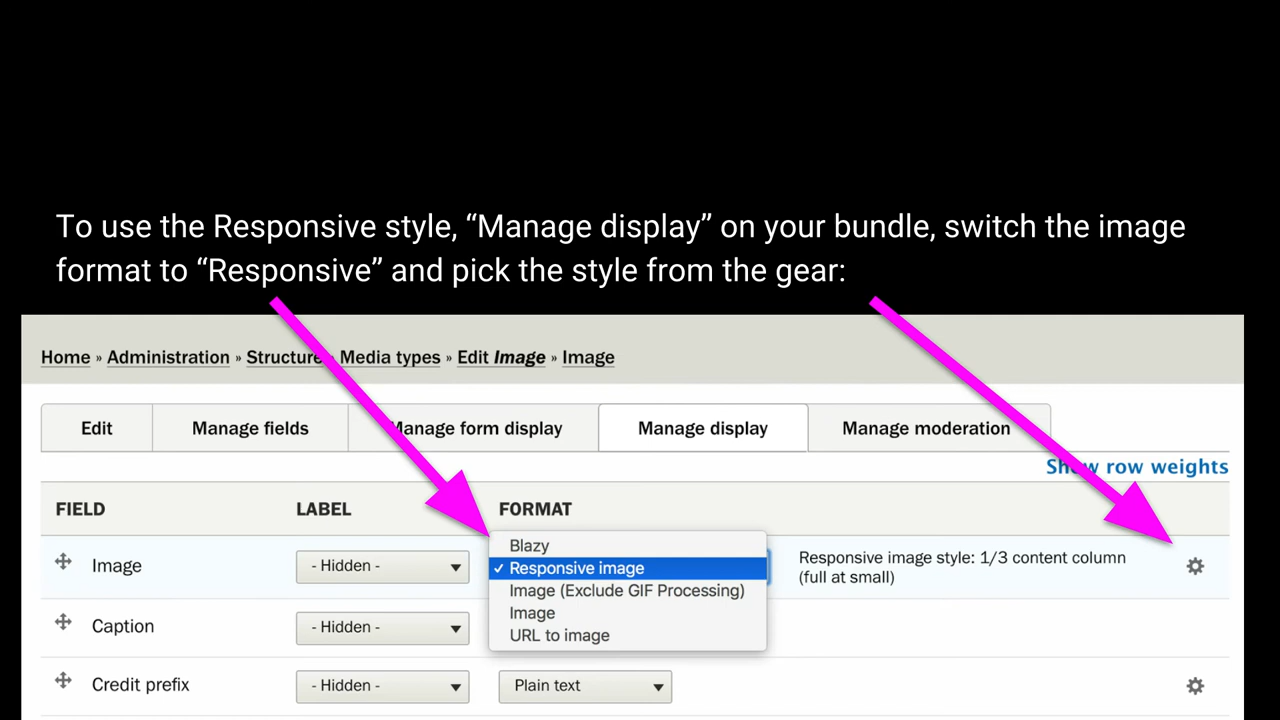 To use the Responsive style, “Manage display” on your bundle, switch the image
format to “Responsive” and pick the style from the gear:
Home » Administration » Structure » Media types » Edit Image » Image
Edit Manage fields Manage form display Manage display Manage moderation
Show row weights
FIELD LABEL FORMAT
Blazy
Image - Hidden - ✓ Responsive image Responsive image style: 1/3 content column
(full at small)
Image (Exclude GIF Processing)
Image
URL to image
Caption - Hidden -
Credit prefix - Hidden - Plain text